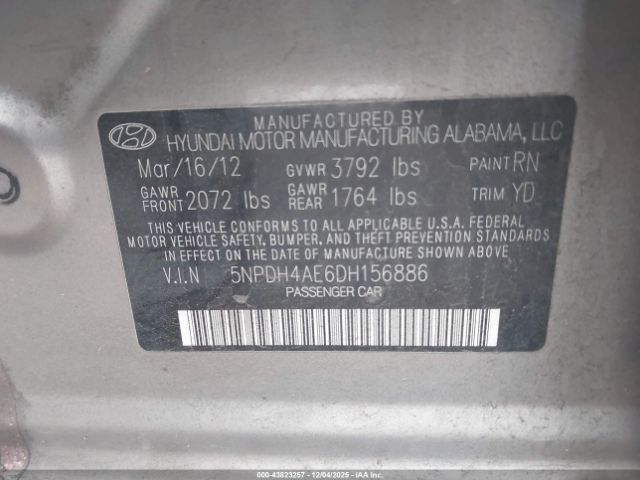 MANUFACTURED BY
HYUNDAI MOTOR MANUFACTURING ALABAMA, LLC
Mar/16/12 GVWR 3792 lbs PAINT RN
GAWR FRONT 2072 lbs GAWR REAR 1764 lbs TRIM YD
THIS VEHICLE CONFORMS TO ALL APPLICABLE U.S.A. FEDERAL
MOTOR VEHICLE SAFETY, BUMPER, AND THEFT PREVENTION
STANDARDS IN EFFECT ON THE DATE OF MANUFACTURE SHOWN ABOVE
V.I.N 5NPDH4AE6DH156886
PASSENGER CAR
000-43823257 - 12/04/2025 - IAAI.COM